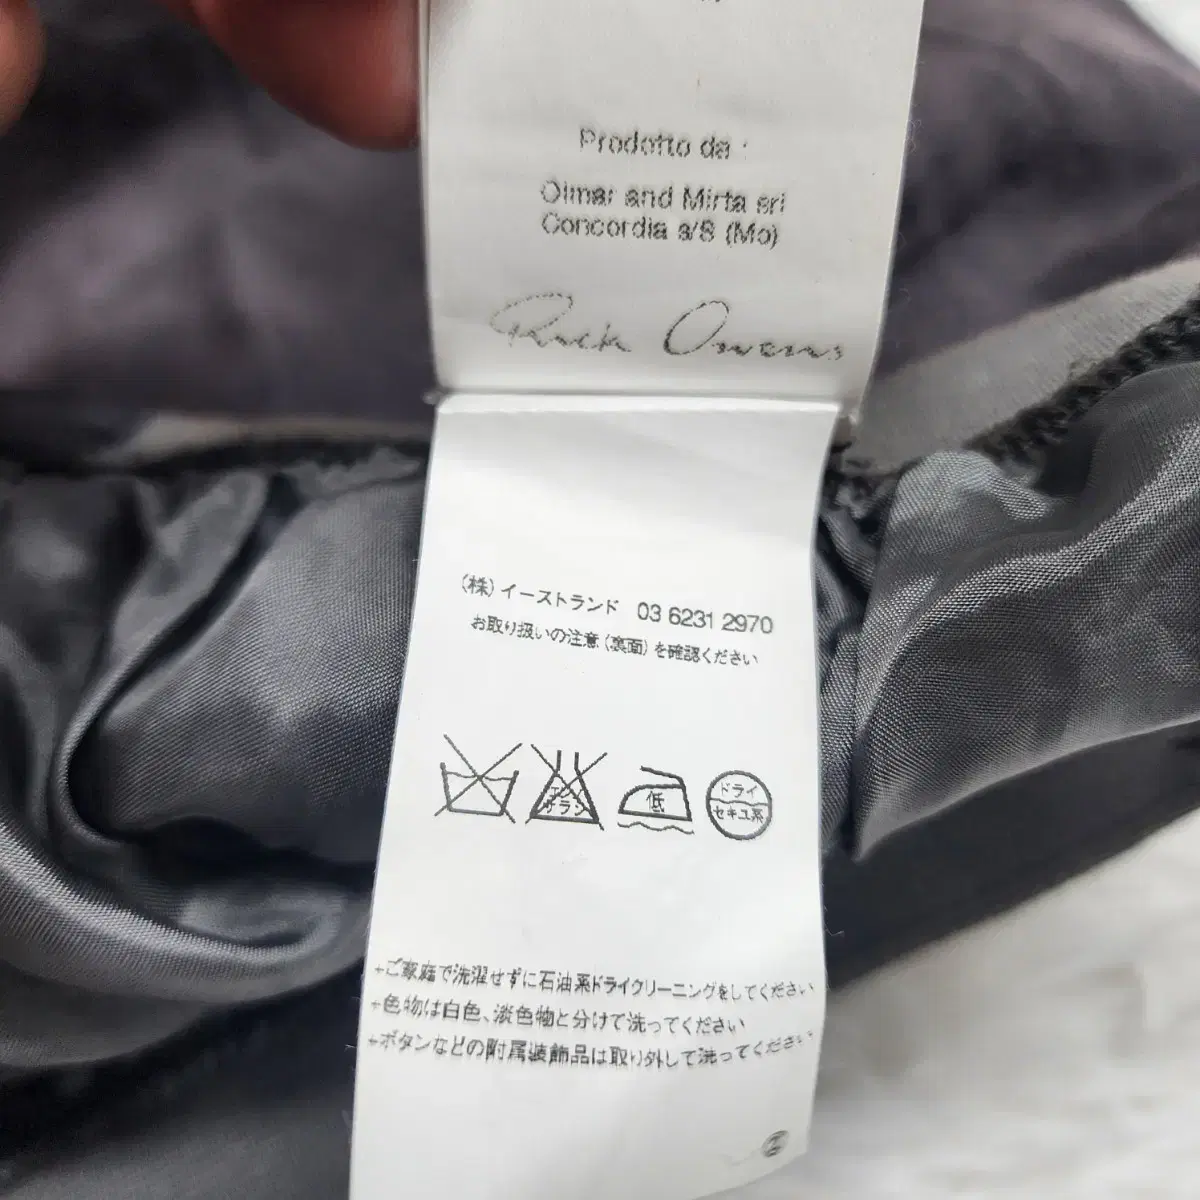 Prodotto da :
Olmar and Mirta srl
Concordia s/S (Mo)
Rick Owens
(株) イーストランド 03 6231 2970
お取り扱いの注意 (裏面) を確認ください
エンソ
サラシ
低
ドライ
セキユ系
+ご家庭で洗濯せずに石油系ドライクリーニングをしてください
+色物は白色、淡色物と分けて洗ってください
+ボタンなどの附属装飾品は取り外して洗ってください